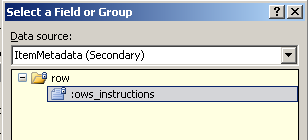 Select a Field or Group
Data source:
ItemMetadata (Secondary)
row
:ows_instructions